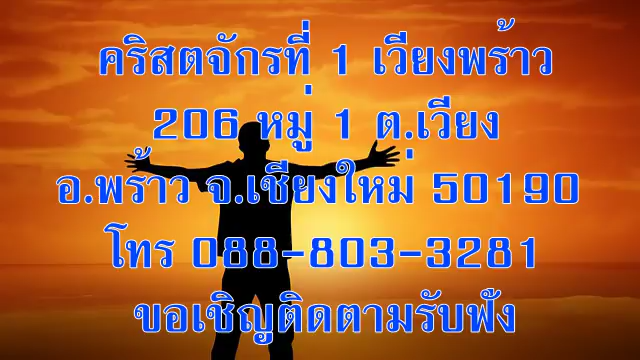 คริสตจักรที่ 1 เวียงพร้าว
206 หมู่ 1 ต.เวียง
อ.พร้าว จ.เชียงใหม่ 50190
โทร 088-803-3281
ขอเชิญติดตามรับฟัง